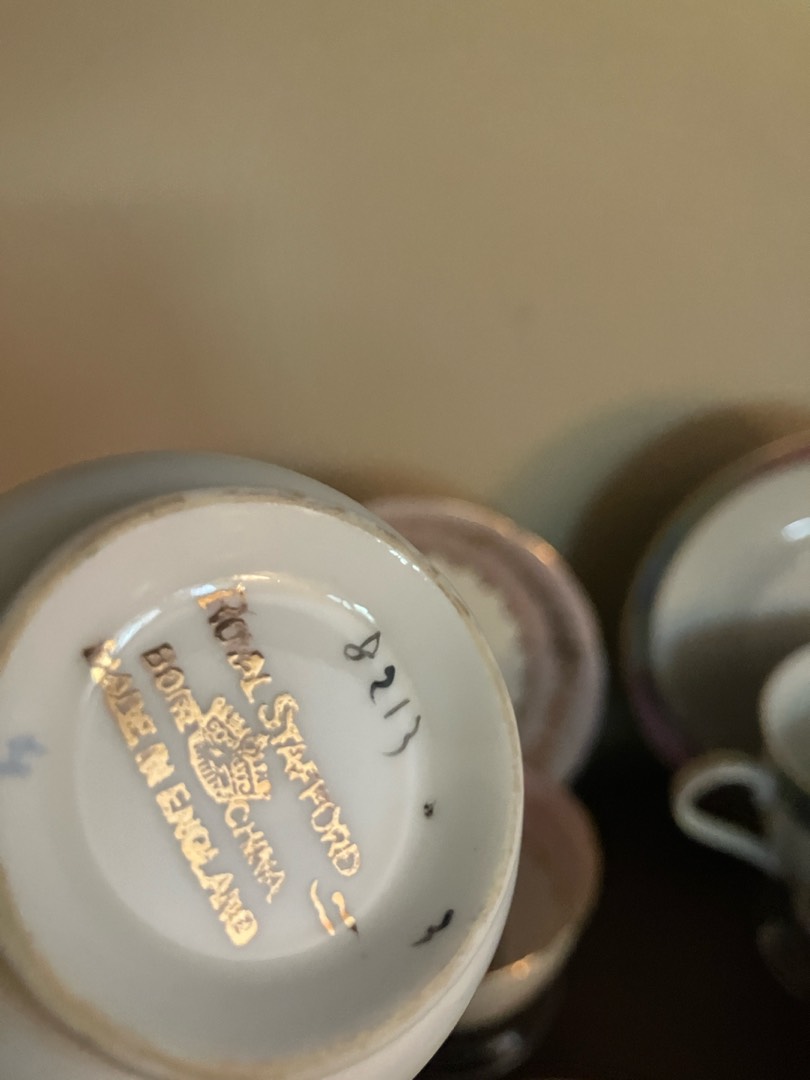 8213
ROYAL STAFFORD
BONE CHINA
MADE IN ENGLAND